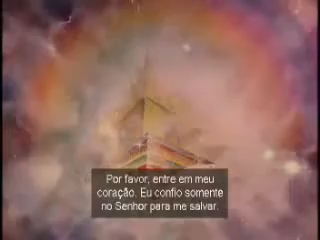 Por favor, entre em meu
coração. Eu confio somente
no Senhor para me salvar.